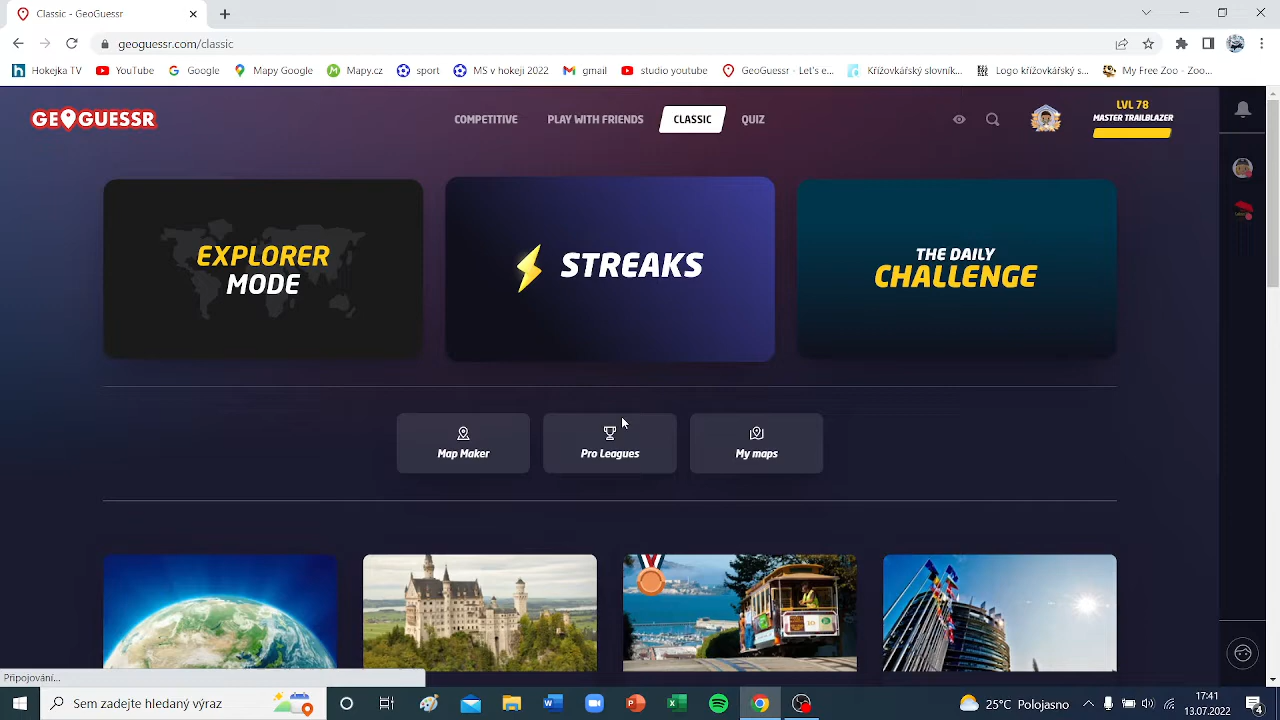 Classic - GeoGuessr
geoguessr.com/classic
Hokejka TV
YouTube
Google
Mapy Google
Mapy.cz
sport
MS v hokeji 2022
gmail
studio youtube
GeoGuessr - Let's e...
křížovkářský slovník...
Logo křížovkářský s...
My Free Zoo - Zoo...
GEOGUESSR
COMPETITIVE
PLAY WITH FRIENDS
CLASSIC
QUIZ
LVL 78
MASTER TRAILBLAZER
EXPLORER
MODE
STREAKS
THE DAILY
CHALLENGE
Map Maker
Pro Leagues
My maps
Připojování...
Sem zadejte hledaný výraz
25°C Polojasno
17:41
13.07.2022